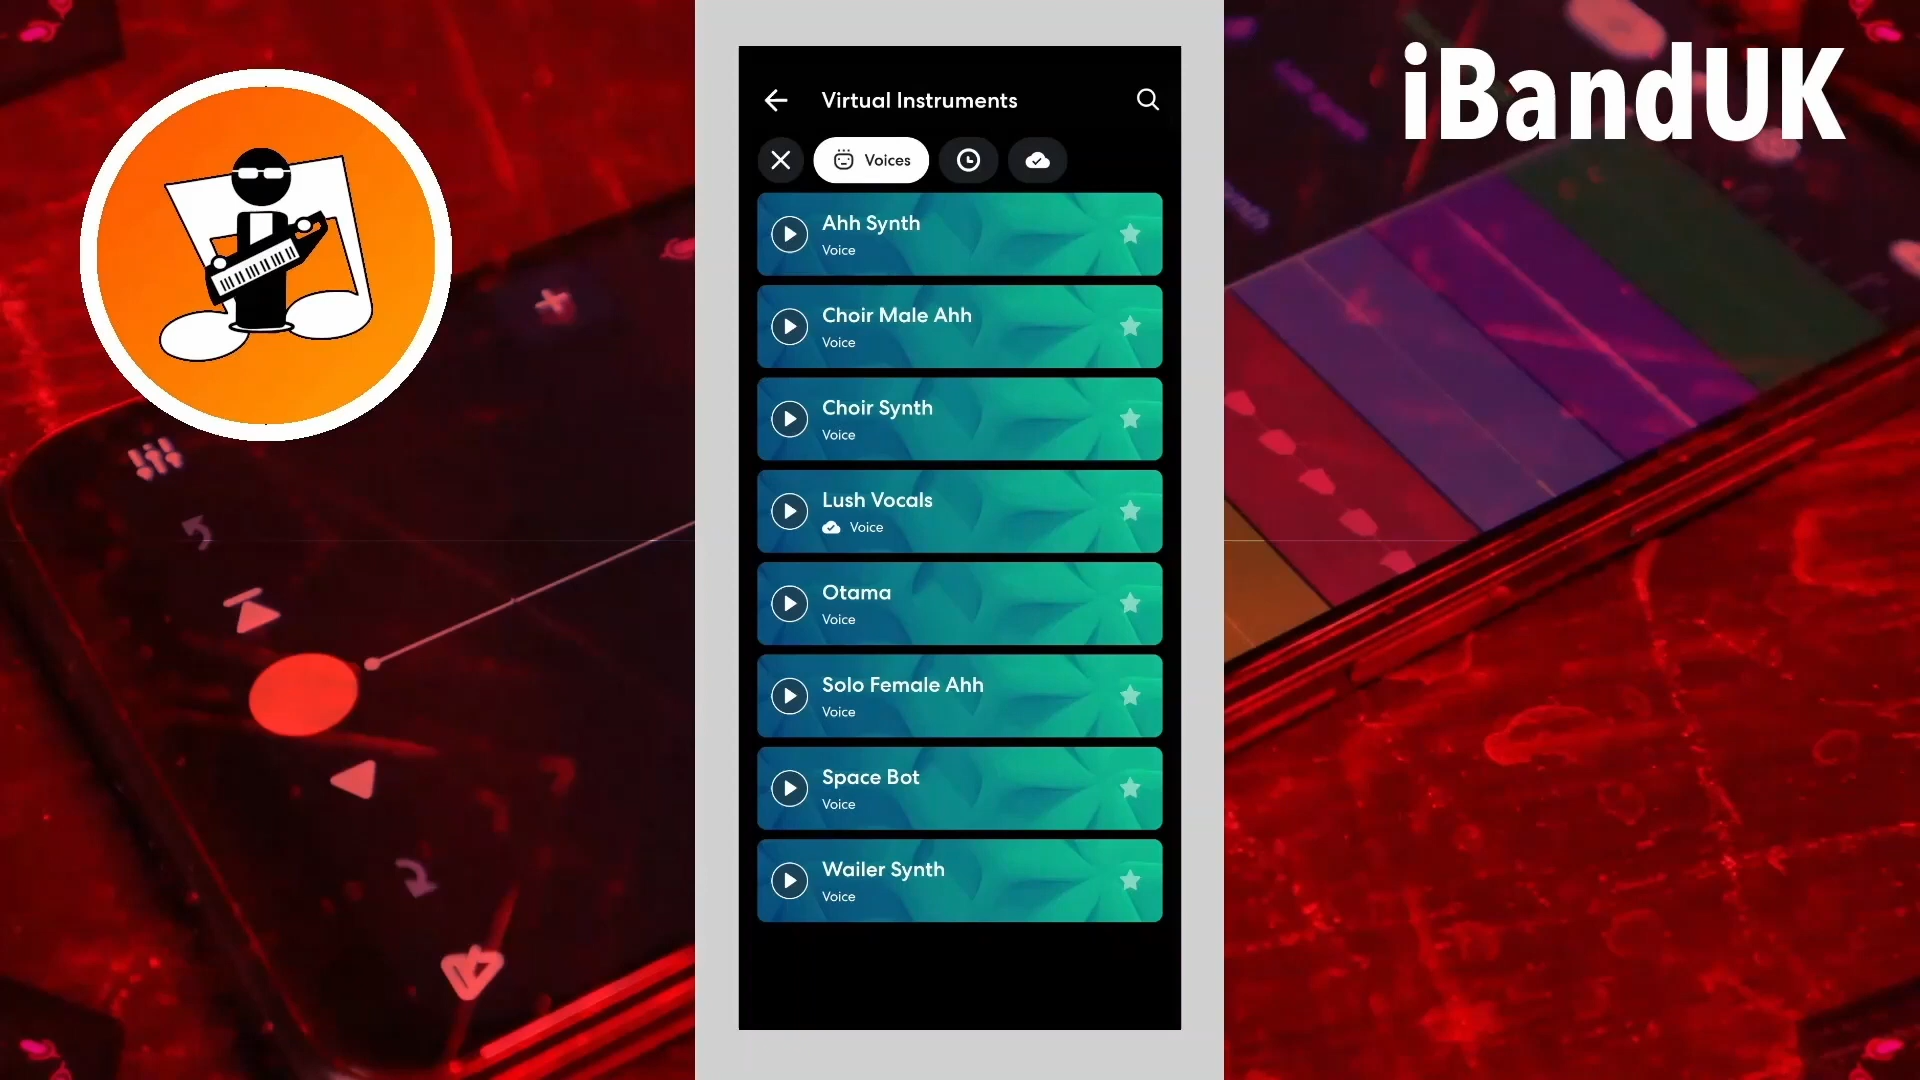 iBandUK
Virtual Instruments
Voices
Ahh Synth
Voice
Choir Male Ahh
Voice
Choir Synth
Voice
Lush Vocals
Voice
Otama
Voice
Solo Female Ahh
Voice
Space Bot
Voice
Wailer Synth
Voice